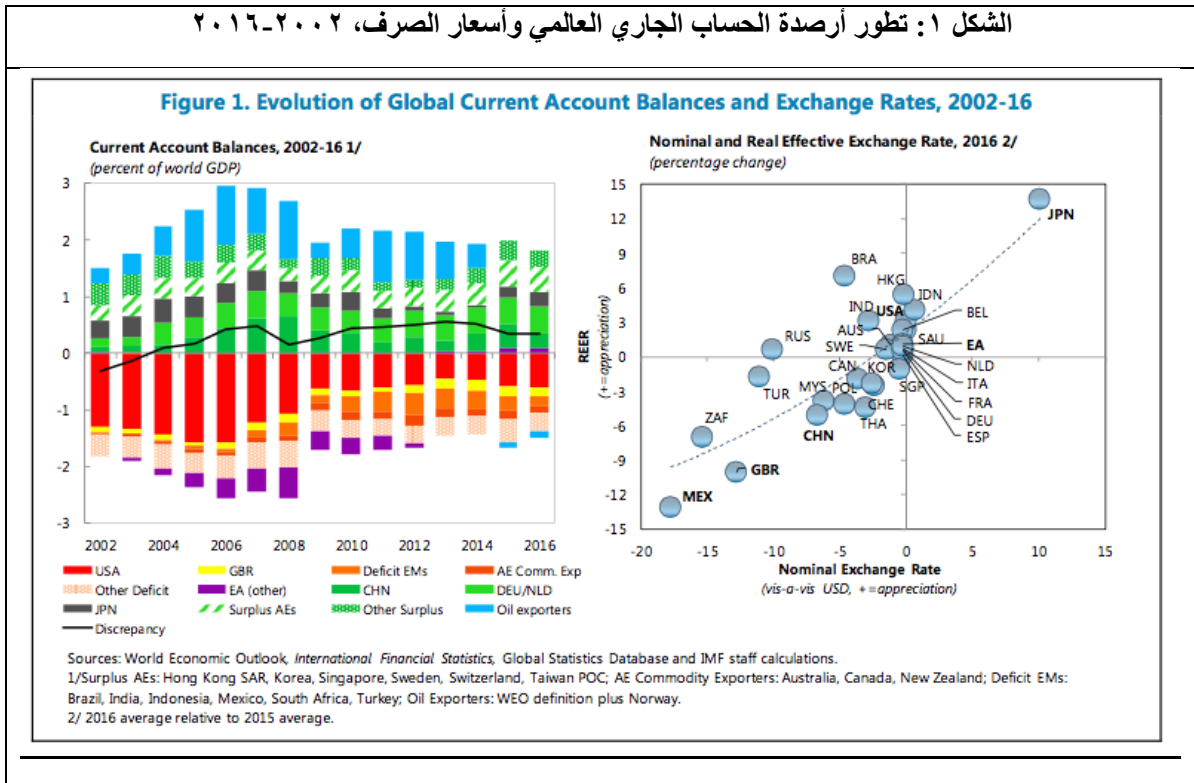 الشكل ١: تطور أرصدة الحساب الجاري العالمي وأسعار الصرف، ٢٠٠٢-٢٠١٦
Figure 1. Evolution of Global Current Account Balances and Exchange Rates, 2002-16
Current Account Balances, 2002-16 1/
(percent of world GDP)
3
2
1
0
-1
-2
-3
2002 2004 2006 2008 2010 2012 2014 2016
USA GBR Deficit EMs AE Comm. Exp
Other Deficit EA (other) CHN DEU/NLD
JPN Surplus AEs Other Surplus Oil exporters
Discrepancy
Nominal and Real Effective Exchange Rate, 2016 2/
(percentage change)
REER
(+=appreciation)
15
12
9
6
3
0
-3
-6
-9
-12
-15
JPN
BRA
HKG
IDN
IND
USA
BEL
AUS
SAU
EA
RUS
SWE
NLD
CAN
KOR
ITA
TUR
MYS
POL
SGP
FRA
CHE
DEU
ZAF
CHN
THA
ESP
GBR
MEX
-20 -15 -10 -5 0 5 10 15
Nominal Exchange Rate
(vis-a-vis USD, +=appreciation)
Sources: World Economic Outlook, International Financial Statistics, Global Statistics Database and IMF staff calculations.
1/Surplus AEs: Hong Kong SAR, Korea, Singapore, Sweden, Switzerland, Taiwan POC; AE Commodity Exporters: Australia, Canada, New Zealand; Deficit EMs:
Brazil, India, Indonesia, Mexico, South Africa, Turkey; Oil Exporters: WEO definition plus Norway.
2/ 2016 average relative to 2015 average.